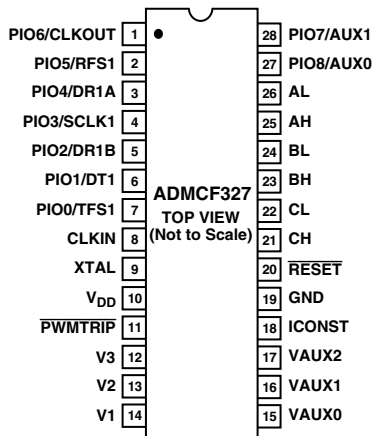 PIO6/CLKOUT 1 28 PIO7/AUX1
PIO5/RFS1 2 27 PIO8/AUX0
PIO4/DR1A 3 26 AL
PIO3/SCLK1 4 25 AH
PIO2/DR1B 5 24 BL
PIO1/DT1 6 23 BH
ADMCF327
PIO0/TFS1 7 TOP VIEW 22 CL
CLKIN 8 (Not to Scale) 21 CH
XTAL 9 20 RESET
VDD 10 19 GND
PWMTRIP 11 18 ICONST
V3 12 17 VAUX2
V2 13 16 VAUX1
V1 14 15 VAUX0